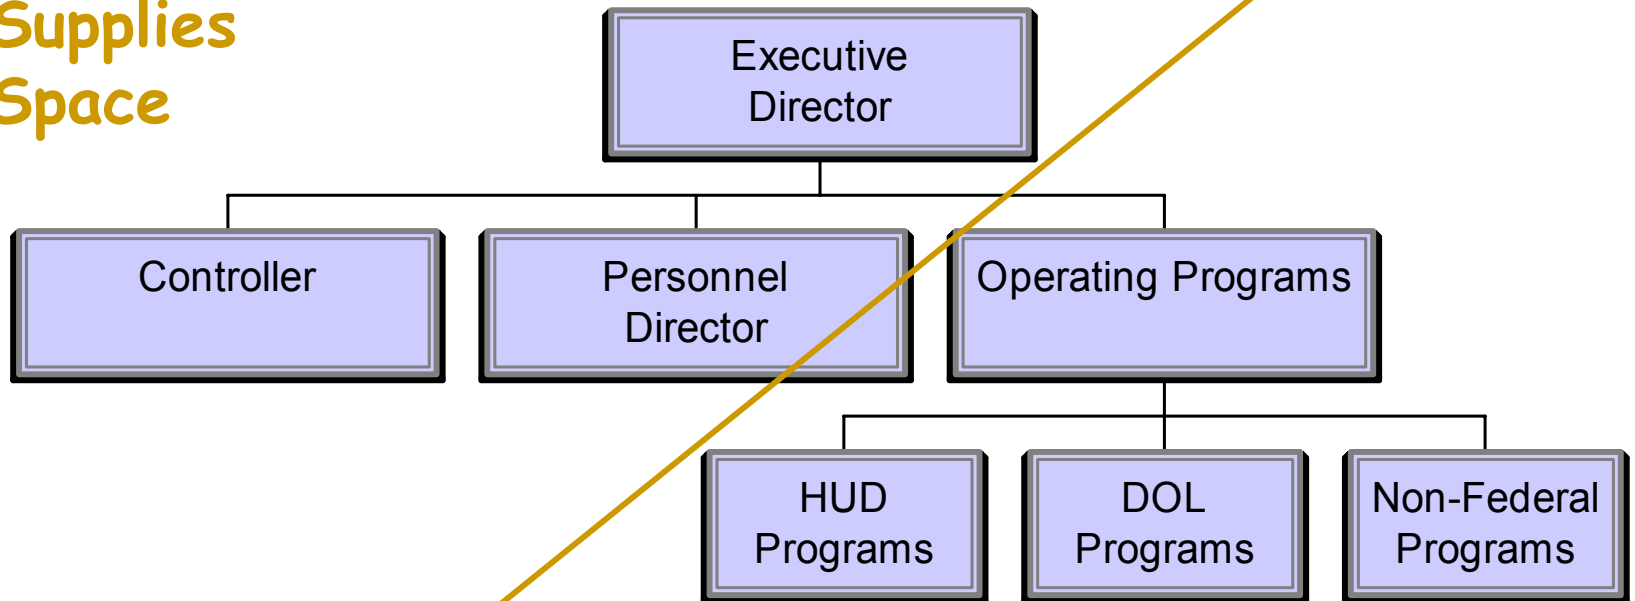 Supplies
Space
Executive
Director
Controller
Personnel
Director
Operating Programs
HUD
Programs
DOL
Programs
Non-Federal
Programs